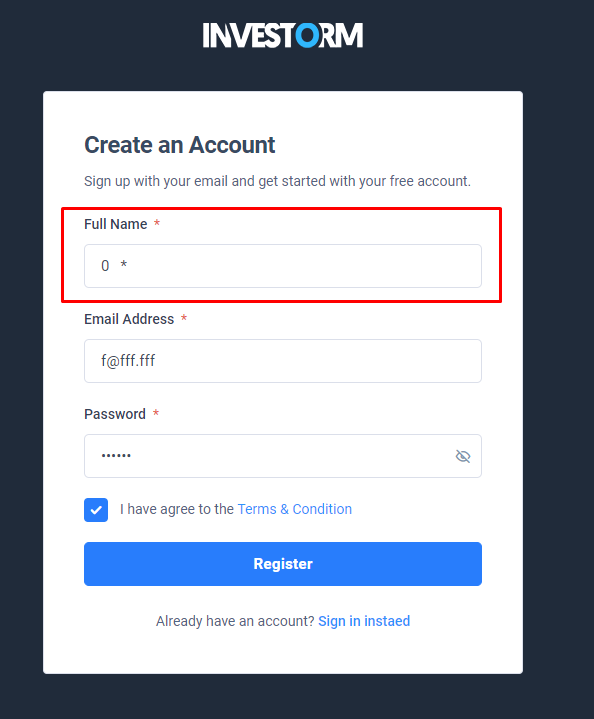 INVESTORM
Create an Account
Sign up with your email and get started with your free account.
Full Name *
0 *
Email Address *
f@fff.fff
Password *
••••••
I have agree to the Terms & Condition
Register
Already have an account? Sign in instaed